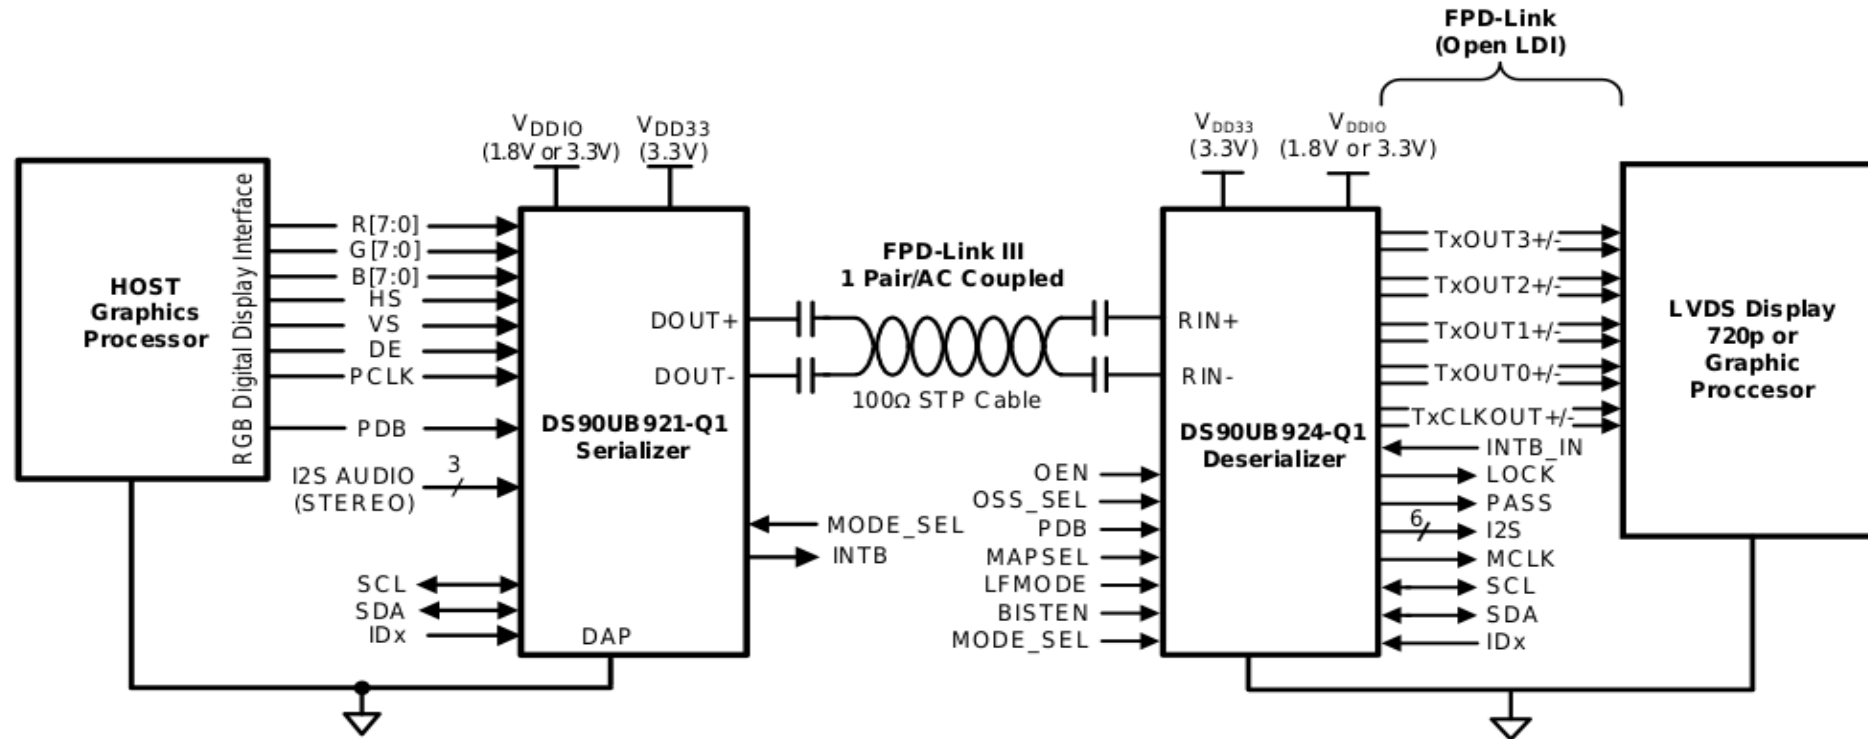 FPD-Link
(Open LDI)
VDDIO
(1.8V or 3.3V)
VDD33
(3.3V)
VDD33
(3.3V)
VDDIO
(1.8V or 3.3V)
HOST
Graphics
Processor
RGB Digital Display Interface
R[7:0]
G[7:0]
B[7:0]
HS
VS
DE
PCLK
PDB
I2S AUDIO
(STEREO)
3
SCL
SDA
IDx
DOUT+
DOUT-
DS90UB921-Q1
Serializer
DAP
MODE_SEL
INTB
FPD-Link III
1 Pair/AC Coupled
100Ω STP Cable
RIN+
RIN-
DS90UB924-Q1
Deserializer
OEN
OSS_SEL
PDB
MAPSEL
LFMODE
BISTEN
MODE_SEL
TxOUT3+/-
TxOUT2+/-
TxOUT1+/-
TxOUT0+/-
TxCLKOUT+/-
INTB_IN
LOCK
PASS
6
I2S
MCLK
SCL
SDA
IDx
LVDS Display
720p or
Graphic
Proccesor